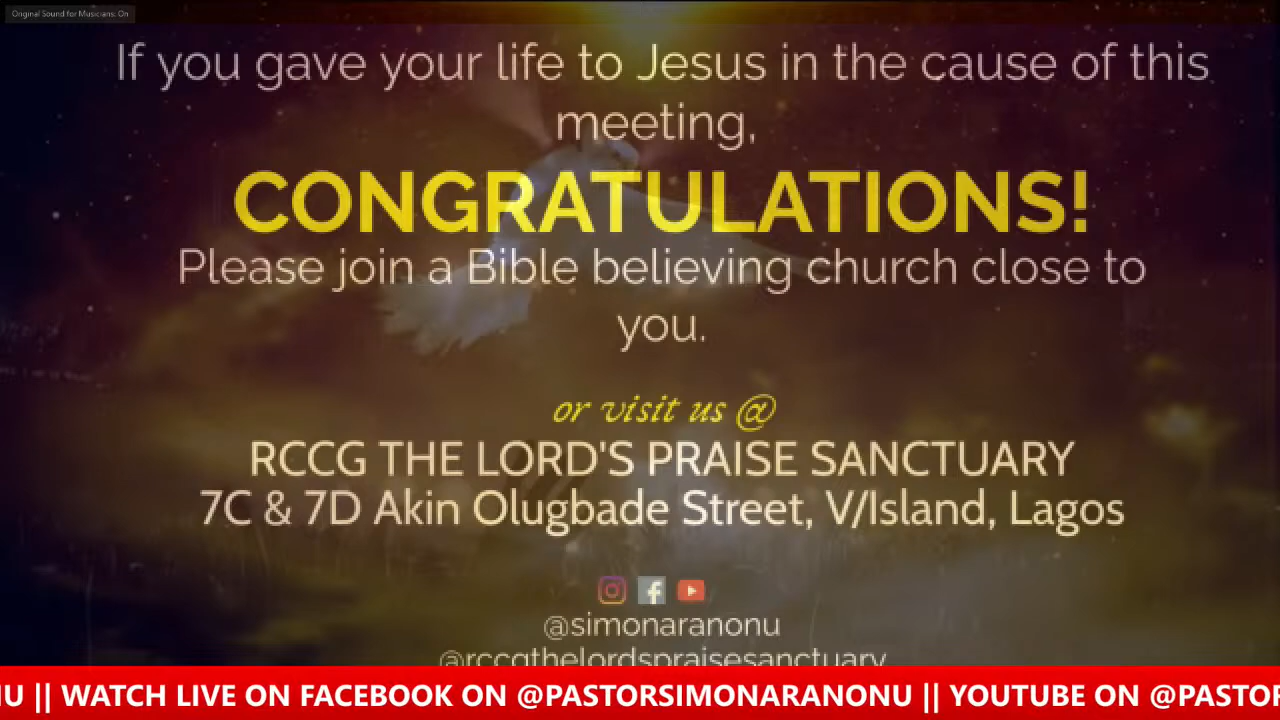 Original Sound for Musicians: On
If you gave your life to Jesus in the cause of this
meeting,
CONGRATULATIONS!
Please join a Bible believing church close to
you.
or visit us @
RCCG THE LORD'S PRAISE SANCTUARY
7C & 7D Akin Olugbade Street, V/Island, Lagos
@simonaranonu
@rccgthelordspraisesanctuary
NU || WATCH LIVE ON FACEBOOK ON @PASTORSIMONARANONU || YOUTUBE ON @PASTOR